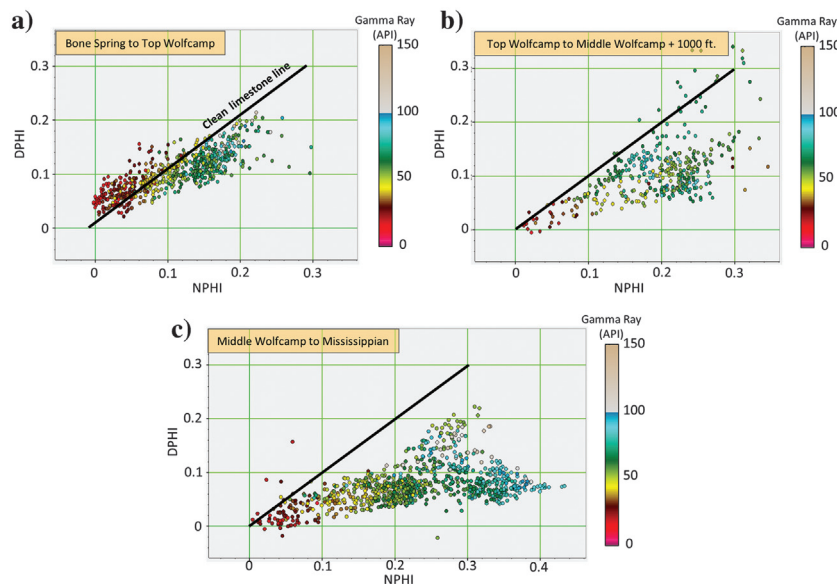 a)
Bone Spring to Top Wolfcamp
Gamma Ray
(API)
150
100
50
0
Clean limestone line
DPHI
0.3
0.2
0.1
0
0
0.1
0.2
0.3
NPHI
b)
Top Wolfcamp to Middle Wolfcamp + 1000 ft.
Gamma Ray
(API)
150
100
50
0
DPHI
0.3
0.2
0.1
0
0
0.1
0.2
0.3
NPHI
c)
Middle Wolfcamp to Mississippian
Gamma Ray
(API)
150
100
50
0
DPHI
0.3
0.2
0.1
0
0
0.1
0.2
0.3
0.4
NPHI